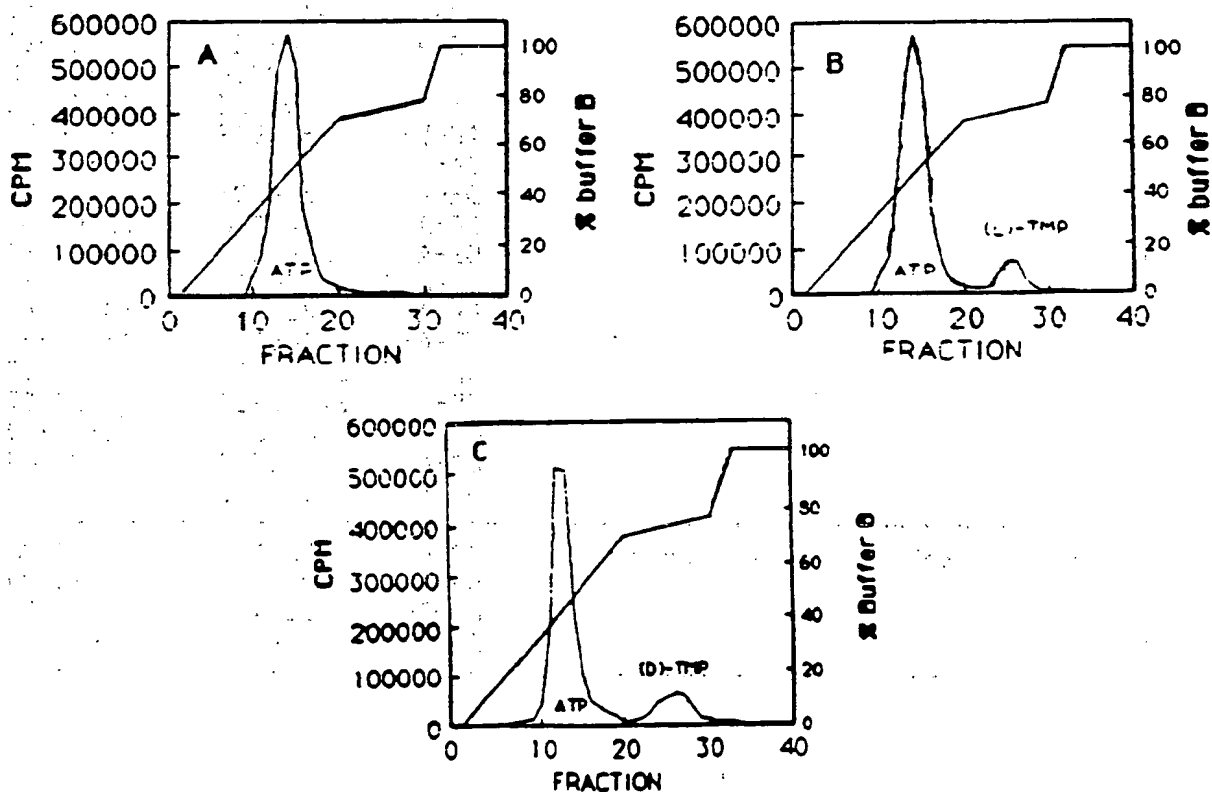 A
600000
500000
400000
300000
200000
100000
0
CPM
0 10 20 30 40
FRACTION
100
80
60
40
20
0
% buffer B
ATP
B
600000
500000
400000
300000
200000
100000
0
CPM
0 10 20 30 40
FRACTION
100
80
60
40
20
0
% buffer B
ATP
(L)-TMP
C
600000
500000
400000
300000
200000
100000
0
CPM
0 10 20 30 40
FRACTION
100
80
60
40
20
0
% Buffer B
ATP
(D)-TMP